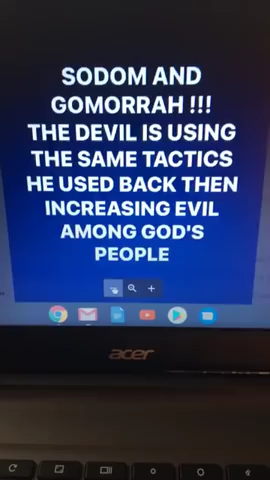 SODOM AND
GOMORRAH !!!
THE DEVIL IS USING
THE SAME TACTICS
HE USED BACK THEN
INCREASING EVIL
AMONG GOD'S
PEOPLE
acer